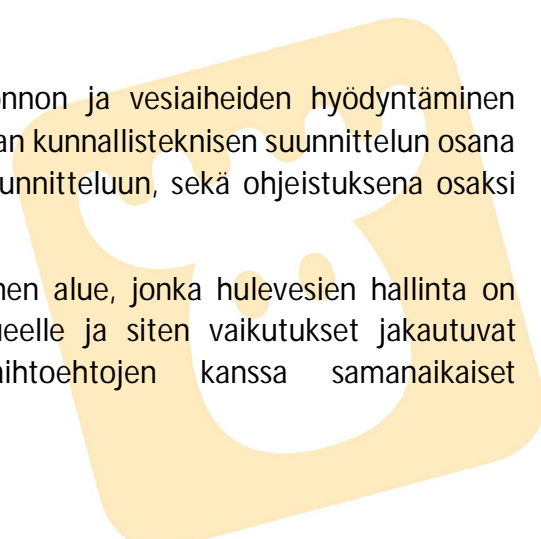 nnon ja vesiaiheiden hyödyntäminen
an kunnallisteknisen suunnittelun osana
unnitteluun, sekä ohjeistuksena osaksi
nen alue, jonka hulevesien hallinta on
ueelle ja siten vaikutukset jakautuvat
aihtoehtojen kanssa samanaikaiset